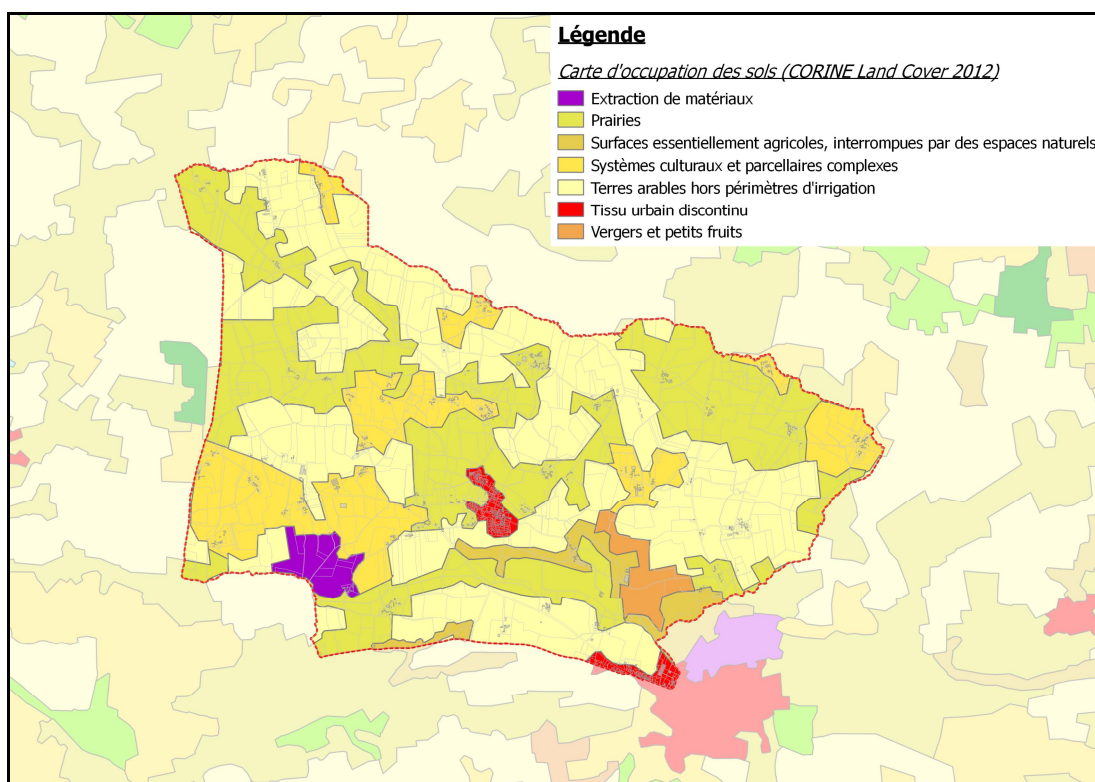 Légende
Carte d'occupation des sols (CORINE Land Cover 2012)
Extraction de matériaux
Prairies
Surfaces essentiellement agricoles, interrompues par des espaces naturels
Systèmes culturaux et parcellaires complexes
Terres arables hors périmètres d'irrigation
Tissu urbain discontinu
Vergers et petits fruits